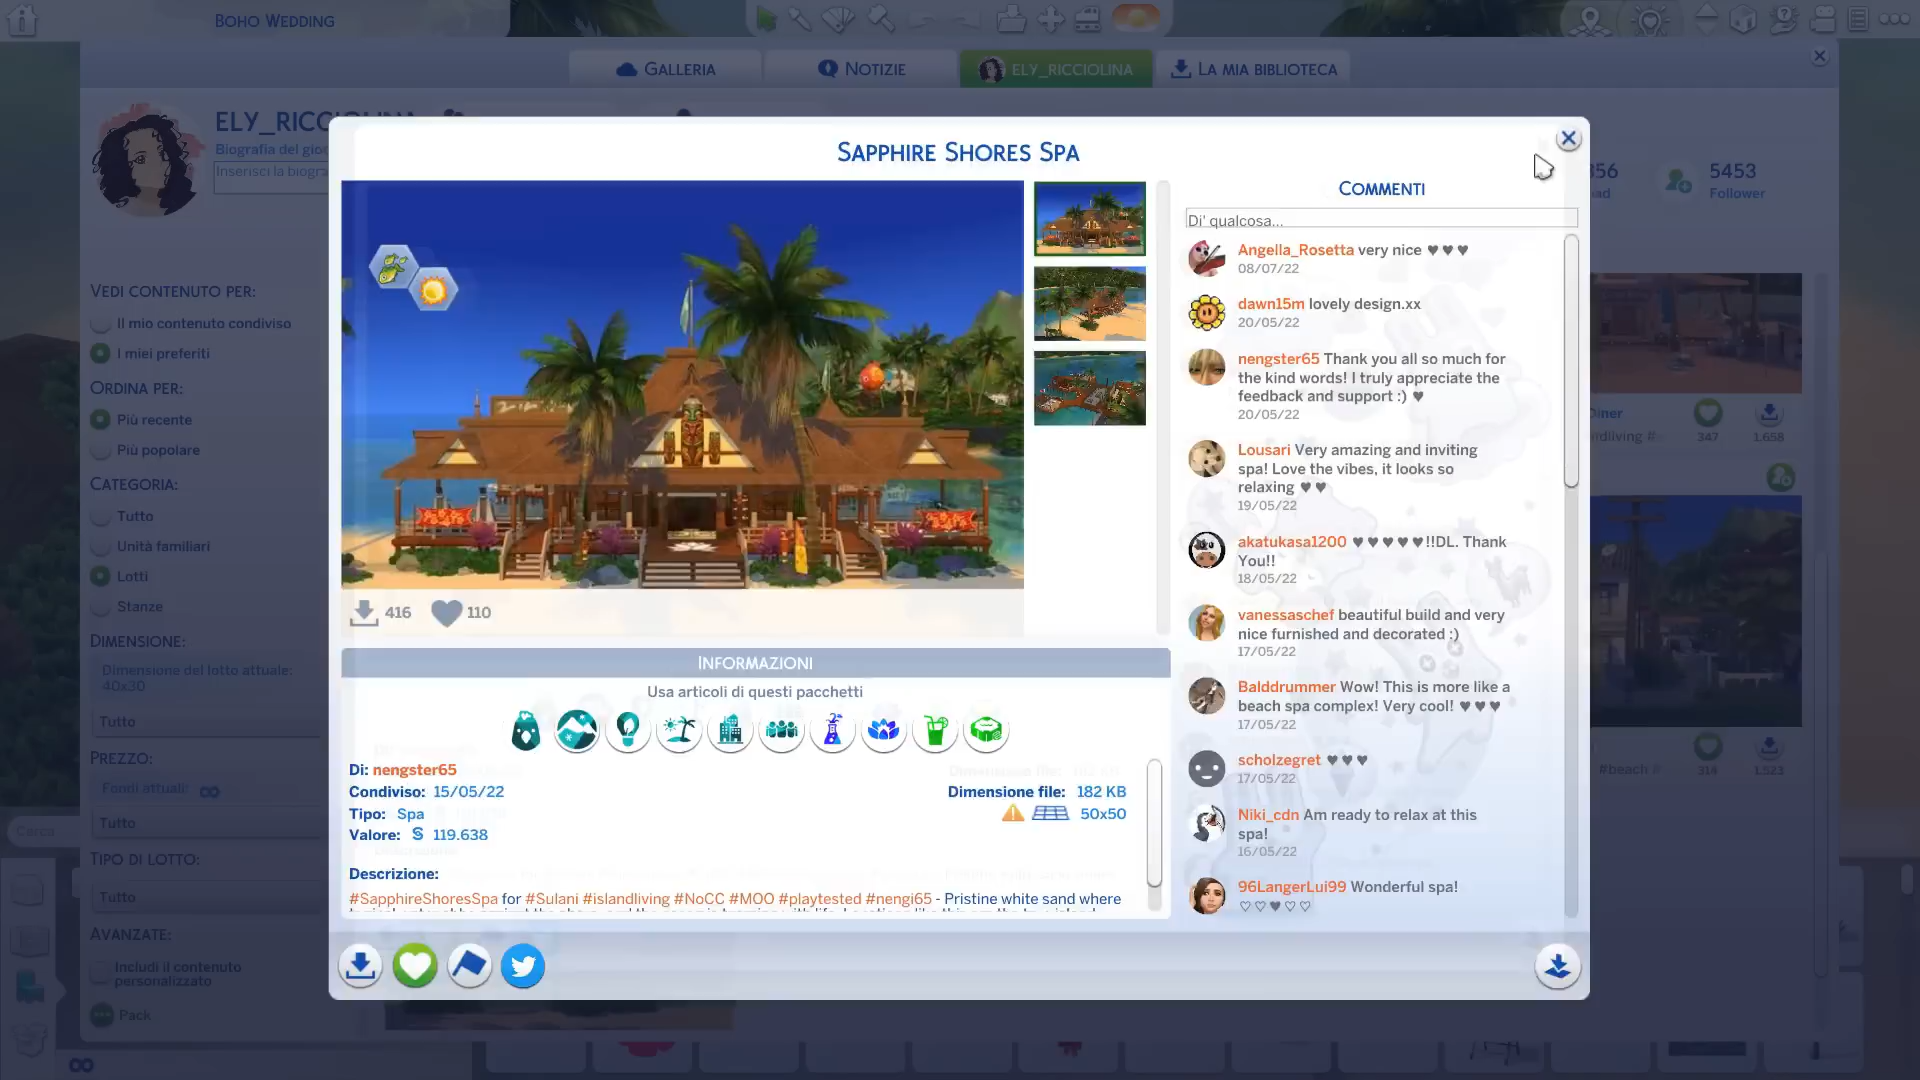 BOHO WEDDING
GALLERIA
NOTIZIE
ELY_RICCIOLINA
LA MIA BIBLIOTECA
Biografia del gio
Inserisci la biogra
5453
Follower
VEDI CONTENUTO PER:
Il mio contenuto condiviso
I miei preferiti
ORDINA PER:
Più recente
Più popolare
CATEGORIA:
Tutto
Unità familiari
Lotti
Stanze
DIMENSIONE:
Dimensione del lotto attuale:
40x30
Tutto
PREZZO:
Fondi attuali:
Tutto
Cerca
TIPO DI LOTTO:
Tutto
AVANZATE:
Includi il contenuto
personalizzato
Pack
SAPPHIRE SHORES SPA
416
110
INFORMAZIONI
Usa articoli di questi pacchetti
Di: nengster65
Condiviso: 15/05/22
Tipo: Spa
Valore: 119.638
Dimensione file: 182 KB
50x50
Descrizione:
#SapphireShoresSpa for #Sulani #islandliving #NoCC #MOO #playtested #nengi65 - Pristine white sand where
COMMENTI
Di' qualcosa...
Angella_Rosetta very nice ♥ ♥ ♥
08/07/22
dawn15m lovely design.xx
20/05/22
nengster65 Thank you all so much for
the kind words! I truly appreciate the
feedback and support :) ♥
20/05/22
Lousari Very amazing and inviting
spa! Love the vibes, it looks so
relaxing ♥ ♥
19/05/22
akatukasa1200 ♥ ♥ ♥ ♥ ♥!!DL. Thank
You!!
18/05/22
vanessaschef beautiful build and very
nice furnished and decorated :)
17/05/22
Balddrummer Wow! This is more like a
beach spa complex! Very cool! ♥ ♥ ♥
17/05/22
scholzegret ♥ ♥ ♥
17/05/22
Niki_cdn Am ready to relax at this
spa!
16/05/22
96LangerLui99 Wonderful spa!
♡ ♡ ♥ ♡ ♡
Diner
347
1.658
#beach #
314
1.523